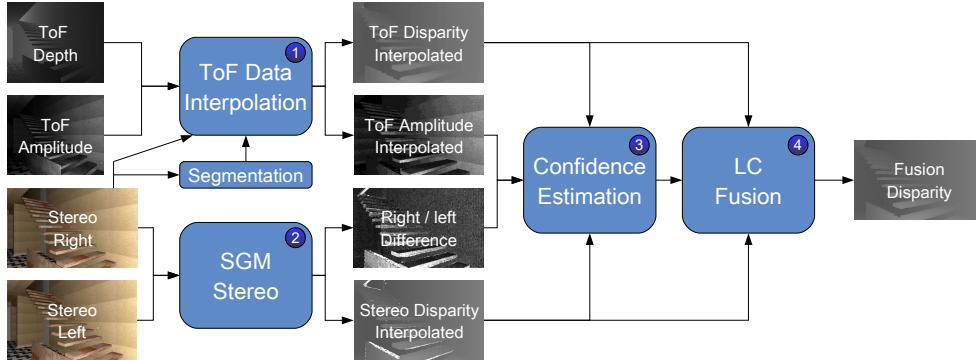 ToF
Depth
ToF
Amplitude
Stereo
Right
Stereo
Left
1
ToF Data
Interpolation
Segmentation
2
SGM
Stereo
ToF Disparity
Interpolated
ToF Amplitude
Interpolated
Right / left
Difference
Stereo Disparity
Interpolated
3
Confidence
Estimation
4
LC
Fusion
Fusion
Disparity